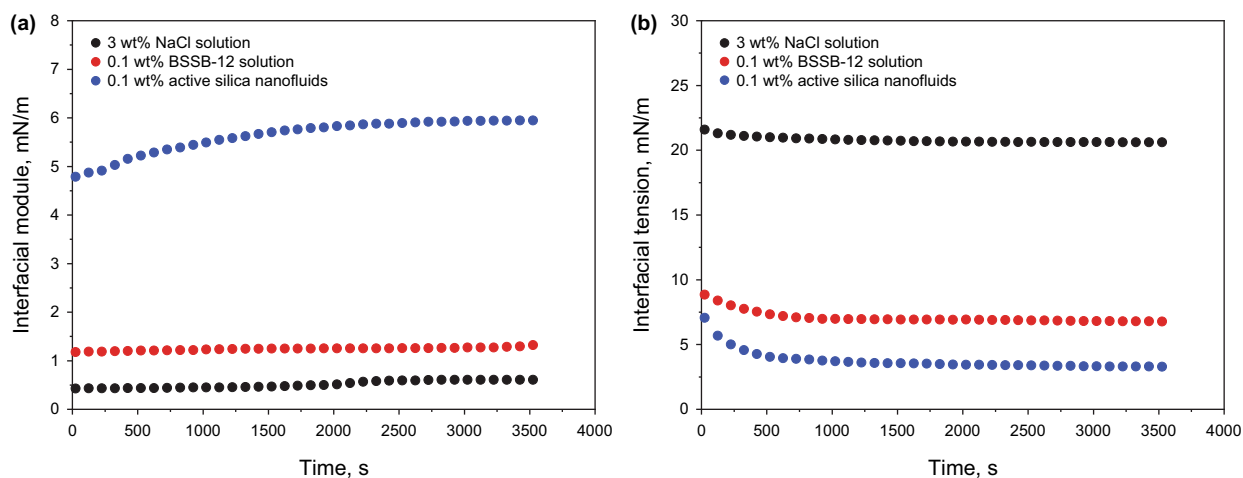 (a)
8
7
6
5
4
3
2
1
0
Interfacial module, mN/m
3 wt% NaCl solution
0.1 wt% BSSB-12 solution
0.1 wt% active silica nanofluids
0 500 1000 1500 2000 2500 3000 3500 4000
Time, s
(b)
30
25
20
15
10
5
0
Interfacial tension, mN/m
3 wt% NaCl solution
0.1 wt% BSSB-12 solution
0.1 wt% active silica nanofluids
0 500 1000 1500 2000 2500 3000 3500 4000
Time, s